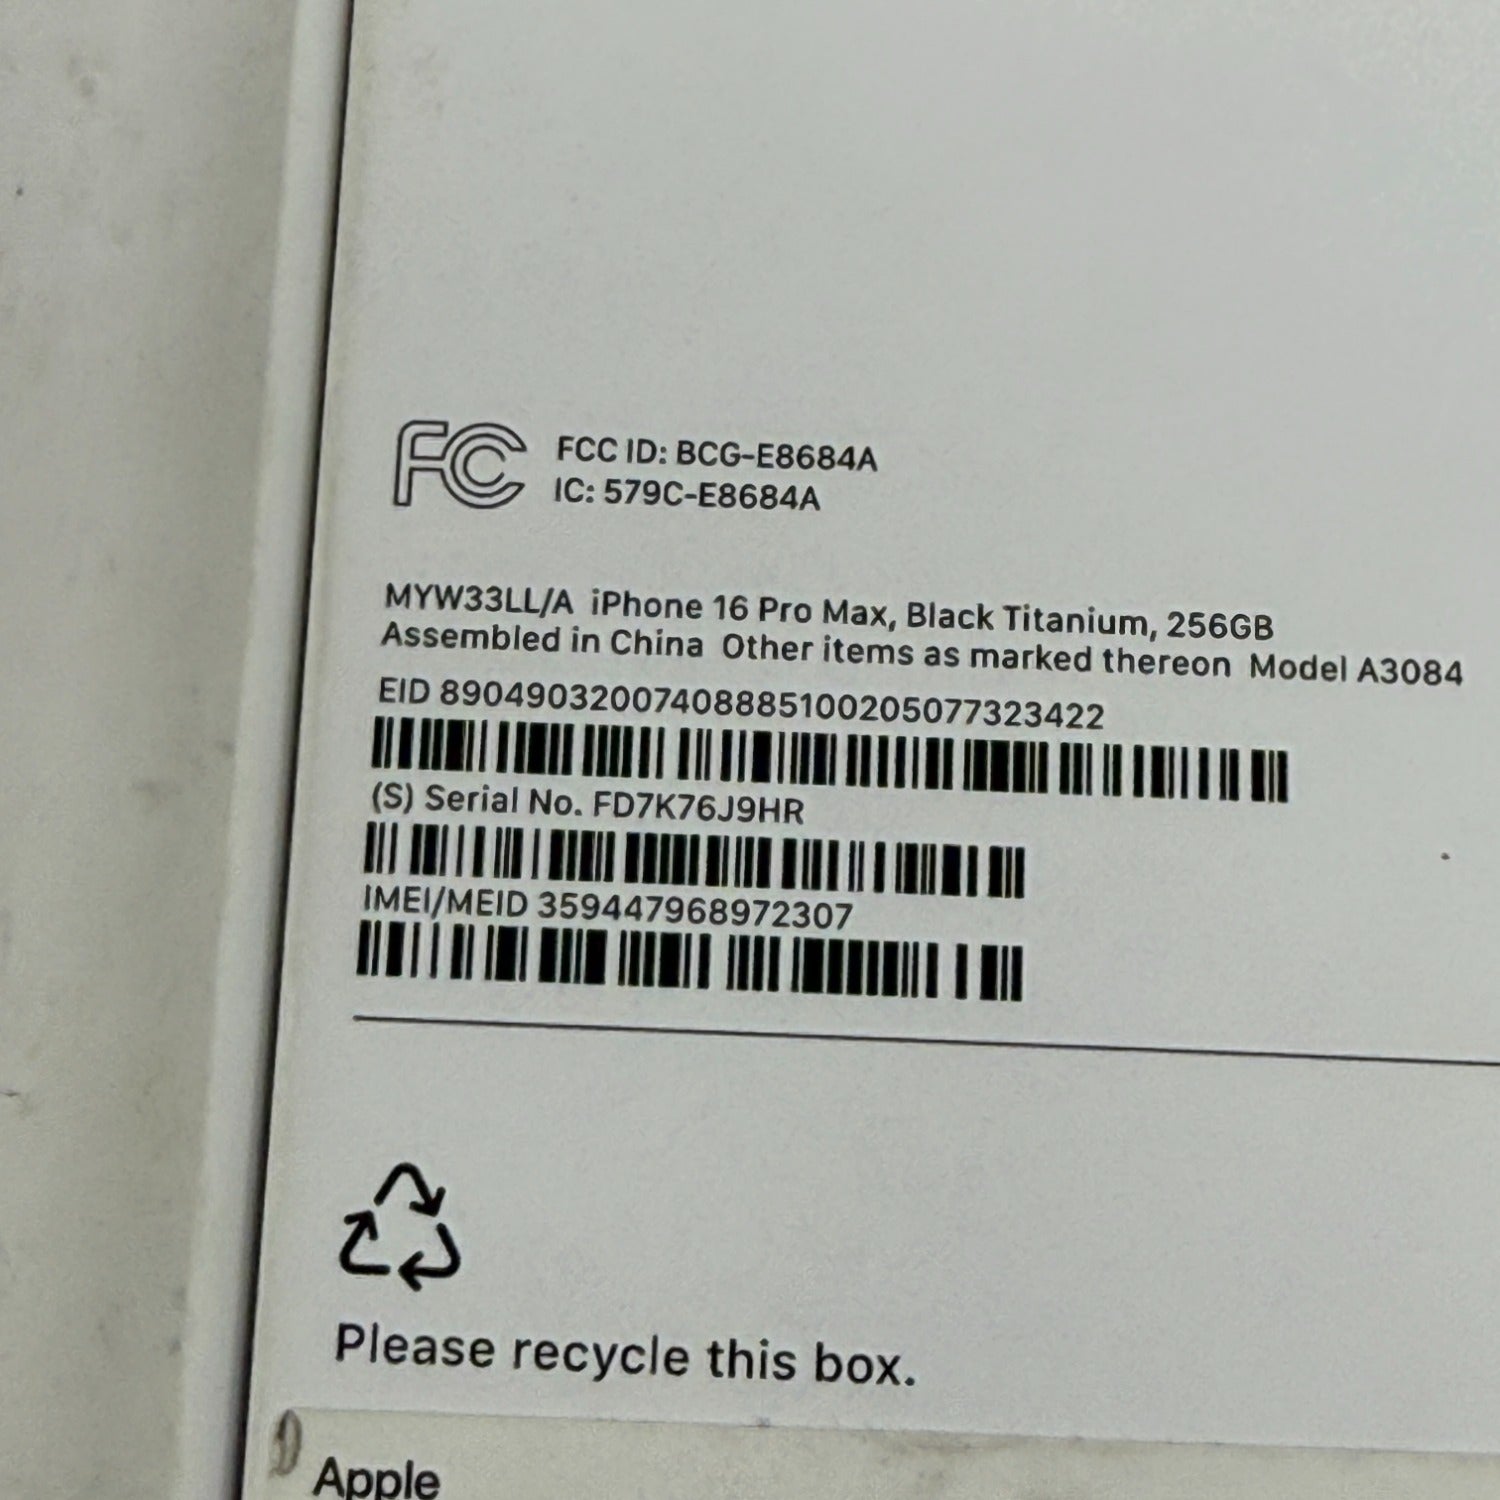 FC FCC ID: BCG-E8684A
IC: 579C-E8684A
MYW33LL/A iPhone 16 Pro Max, Black Titanium, 256GB
Assembled in China Other items as marked thereon Model A3084
EID 89049032007408885100205077323422
(S) Serial No. FD7K76J9HR
IMEI/MEID 359447968972307
Please recycle this box.
Apple